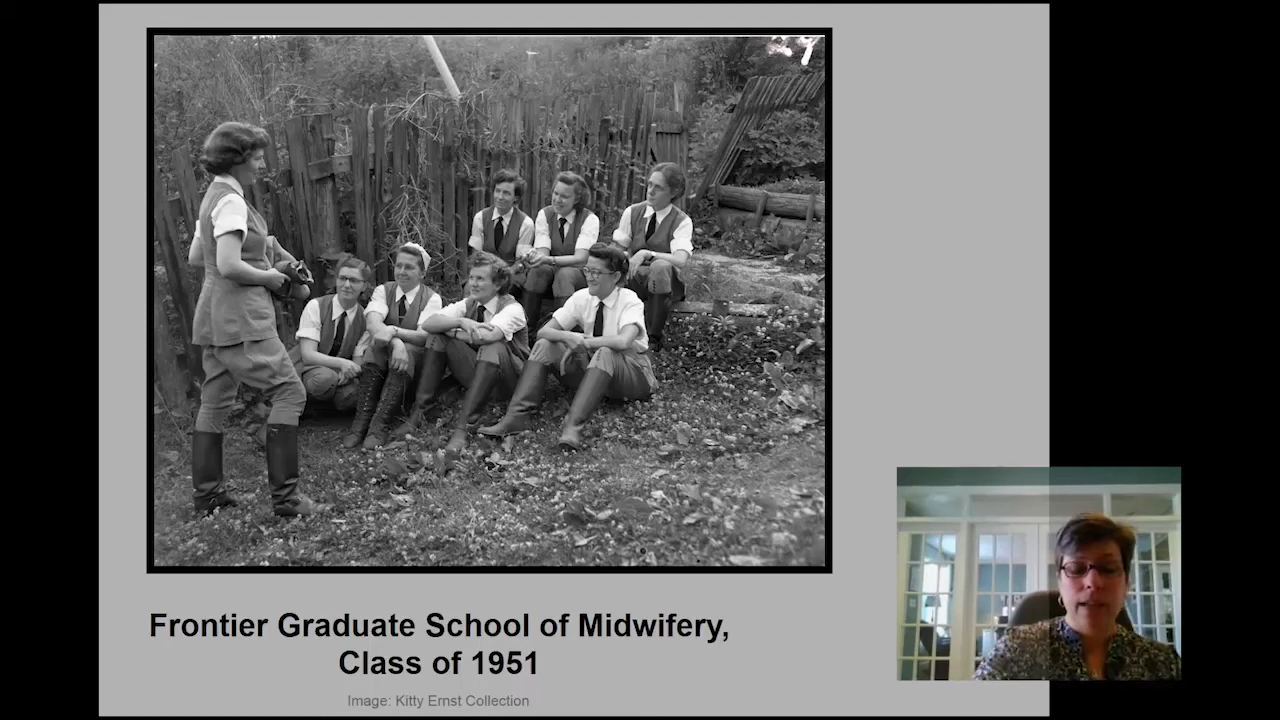 Frontier Graduate School of Midwifery,
Class of 1951
Image: Kitty Ernst Collection